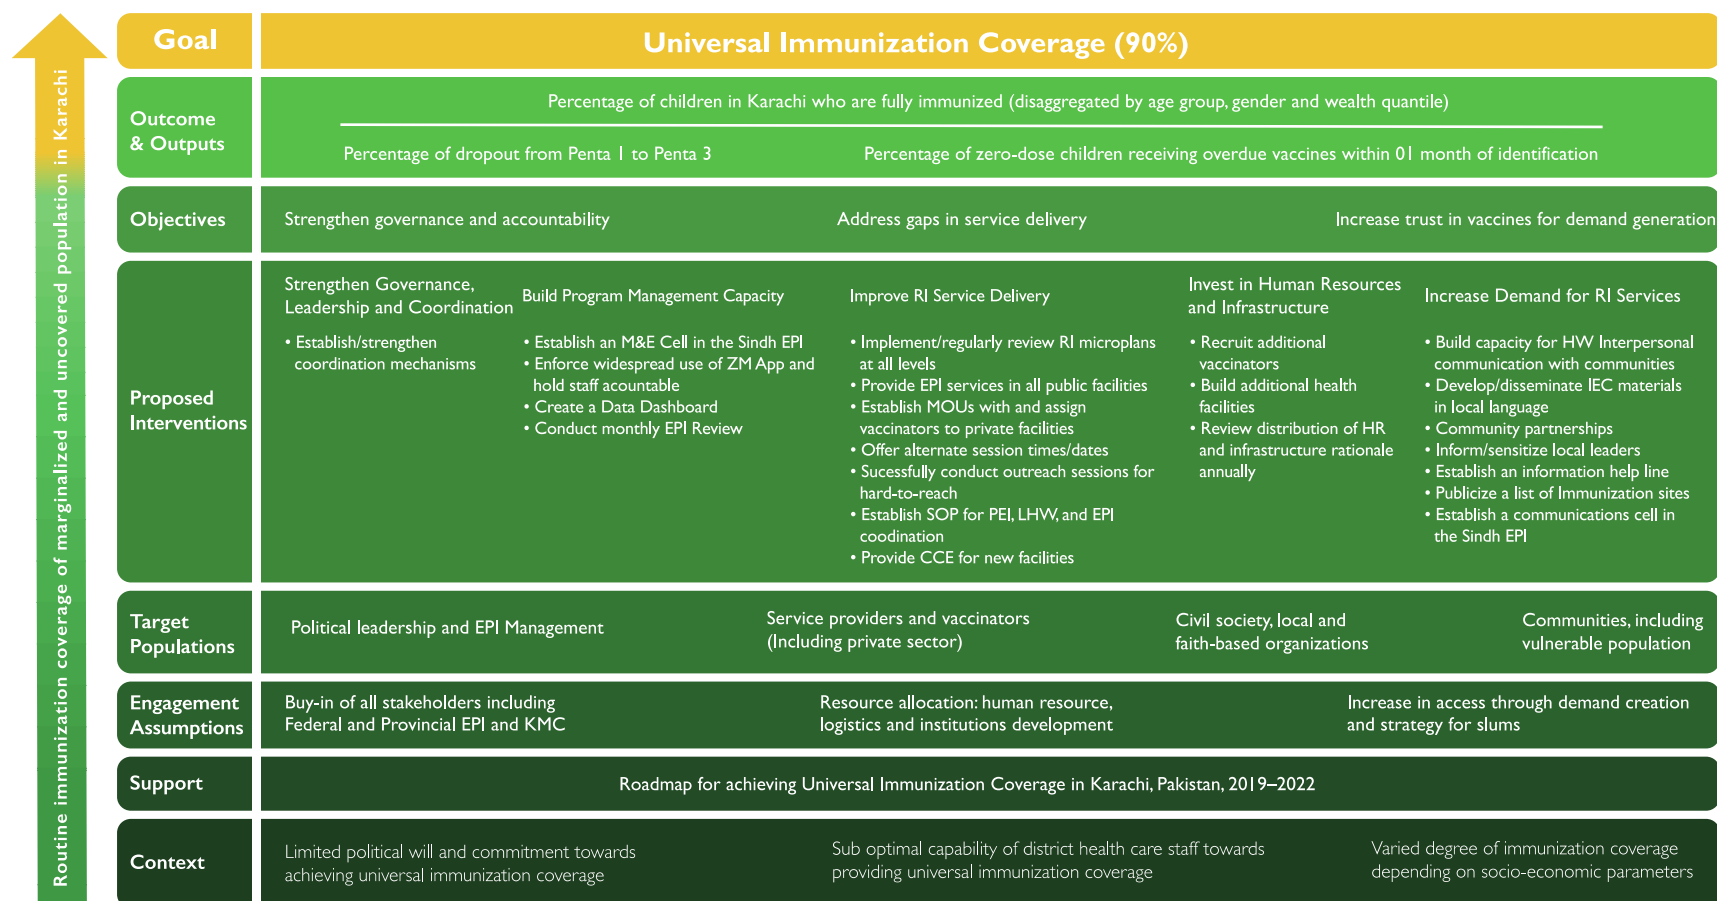 Routine immunization coverage of marginalized and uncovered population in Karachi
Goal
Universal Immunization Coverage (90%)
Outcome
& Outputs
Percentage of children in Karachi who are fully immunized (disaggregated by age group, gender and wealth quantile)
Percentage of dropout from Penta 1 to Penta 3
Percentage of zero-dose children receiving overdue vaccines within 01 month of identification
Objectives
Strengthen governance and accountability
Address gaps in service delivery
Increase trust in vaccines for demand generation
Proposed
Interventions
Strengthen Governance,
Leadership and Coordination
• Establish/strengthen
coordination mechanisms
Build Program Management Capacity
• Establish an M&E Cell in the Sindh EPI
• Enforce widespread use of ZM App and
hold staff acountable
• Create a Data Dashboard
• Conduct monthly EPI Review
Improve RI Service Delivery
• Implement/regularly review RI microplans
at all levels
• Provide EPI services in all public facilities
• Establish MOUs with and assign
vaccinators to private facilities
• Offer alternate session times/dates
• Sucessfully conduct outreach sessions for
hard-to-reach
• Establish SOP for PEI, LHW, and EPI
coodination
• Provide CCE for new facilities
Invest in Human Resources
and Infrastructure
• Recruit additional
vaccinators
• Build additional health
facilities
• Review distribution of HR
and infrastructure rationale
annually
Increase Demand for RI Services
• Build capacity for HW Interpersonal
communication with communities
• Develop/disseminate IEC materials
in local language
• Community partnerships
• Inform/sensitize local leaders
• Establish an information help line
• Publicize a list of Immunization sites
• Establish a communications cell in
the Sindh EPI
Target
Populations
Political leadership and EPI Management
Service providers and vaccinators
(Including private sector)
Civil society, local and
faith-based organizations
Communities, including
vulnerable population
Engagement
Assumptions
Buy-in of all stakeholders including
Federal and Provincial EPI and KMC
Resource allocation: human resource,
logistics and institutions development
Increase in access through demand creation
and strategy for slums
Support
Roadmap for achieving Universal Immunization Coverage in Karachi, Pakistan, 2019–2022
Context
Limited political will and commitment towards
achieving universal immunization coverage
Sub optimal capability of district health care staff towards
providing universal immunization coverage
Varied degree of immunization coverage
depending on socio-economic parameters